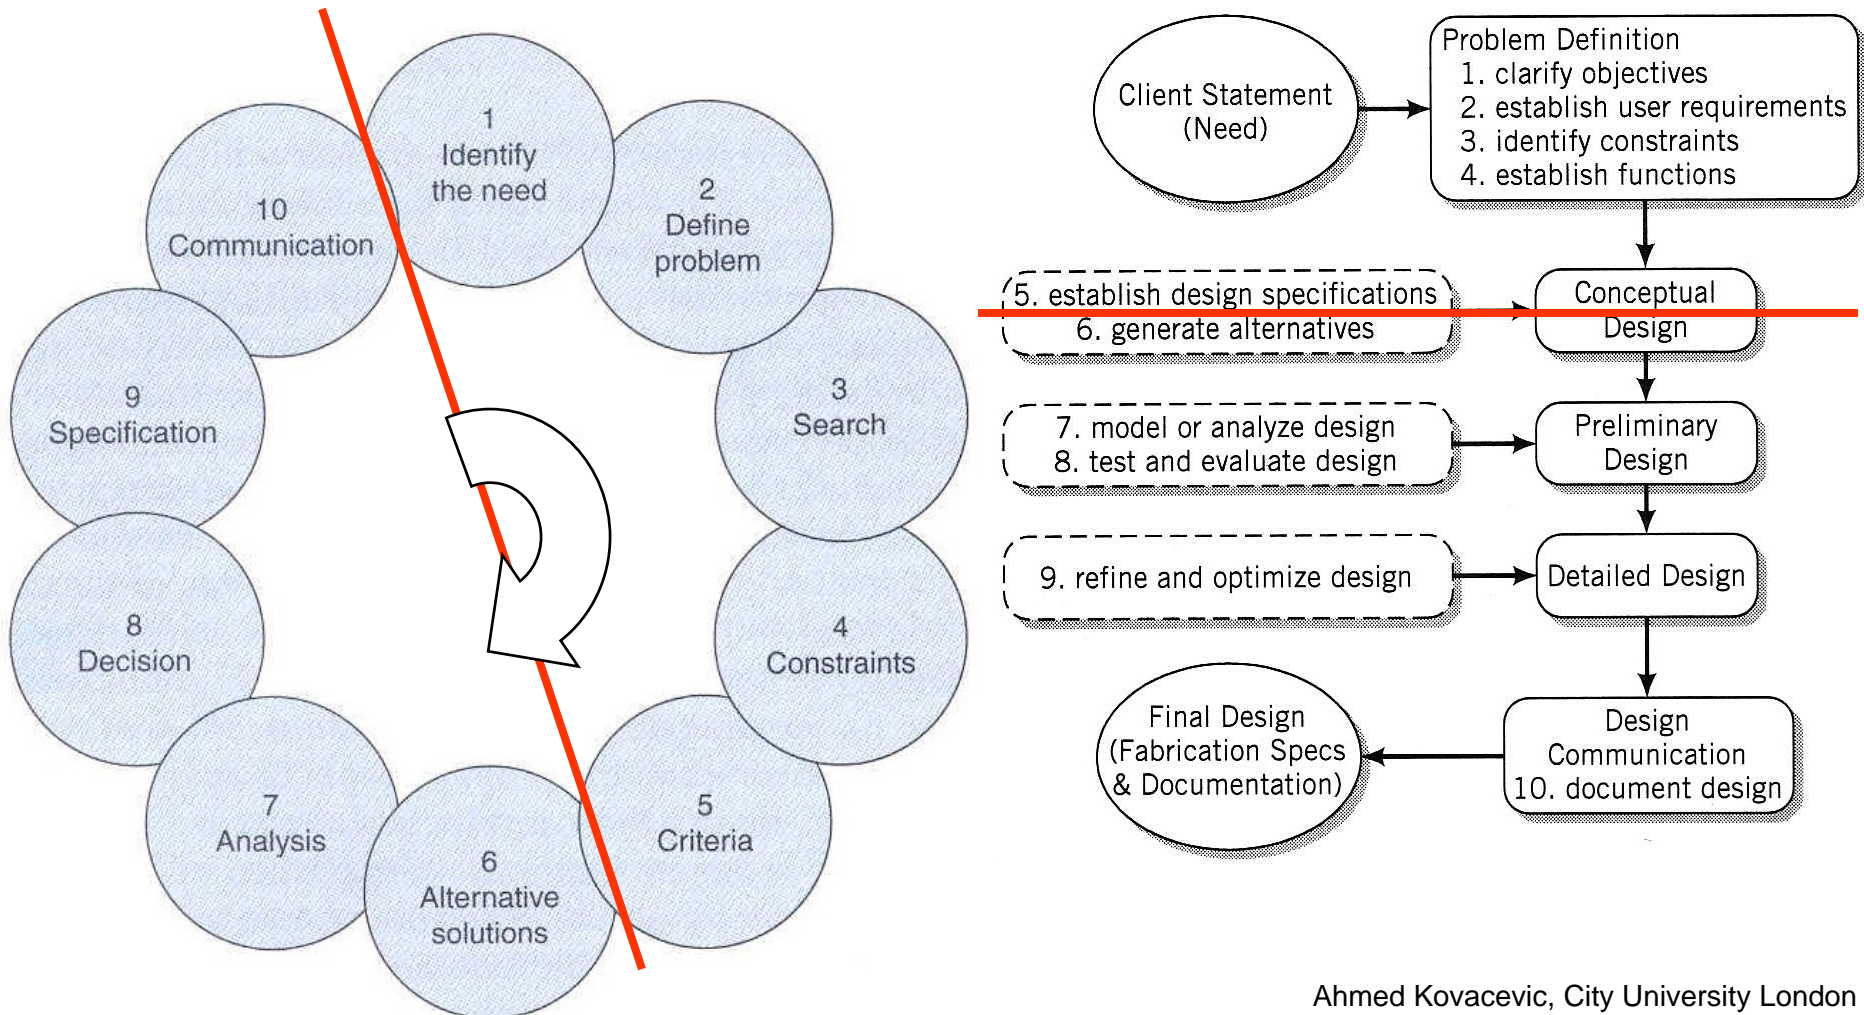 1
Identify
the need
2
Define
problem
3
Search
4
Constraints
5
Criteria
6
Alternative
solutions
7
Analysis
8
Decision
9
Specification
10
Communication
Client Statement
(Need)
Problem Definition
1. clarify objectives
2. establish user requirements
3. identify constraints
4. establish functions
5. establish design specifications
6. generate alternatives
Conceptual
Design
7. model or analyze design
8. test and evaluate design
Preliminary
Design
9. refine and optimize design
Detailed Design
Final Design
(Fabrication Specs
& Documentation)
Design
Communication
10. document design
Ahmed Kovacevic, City University London